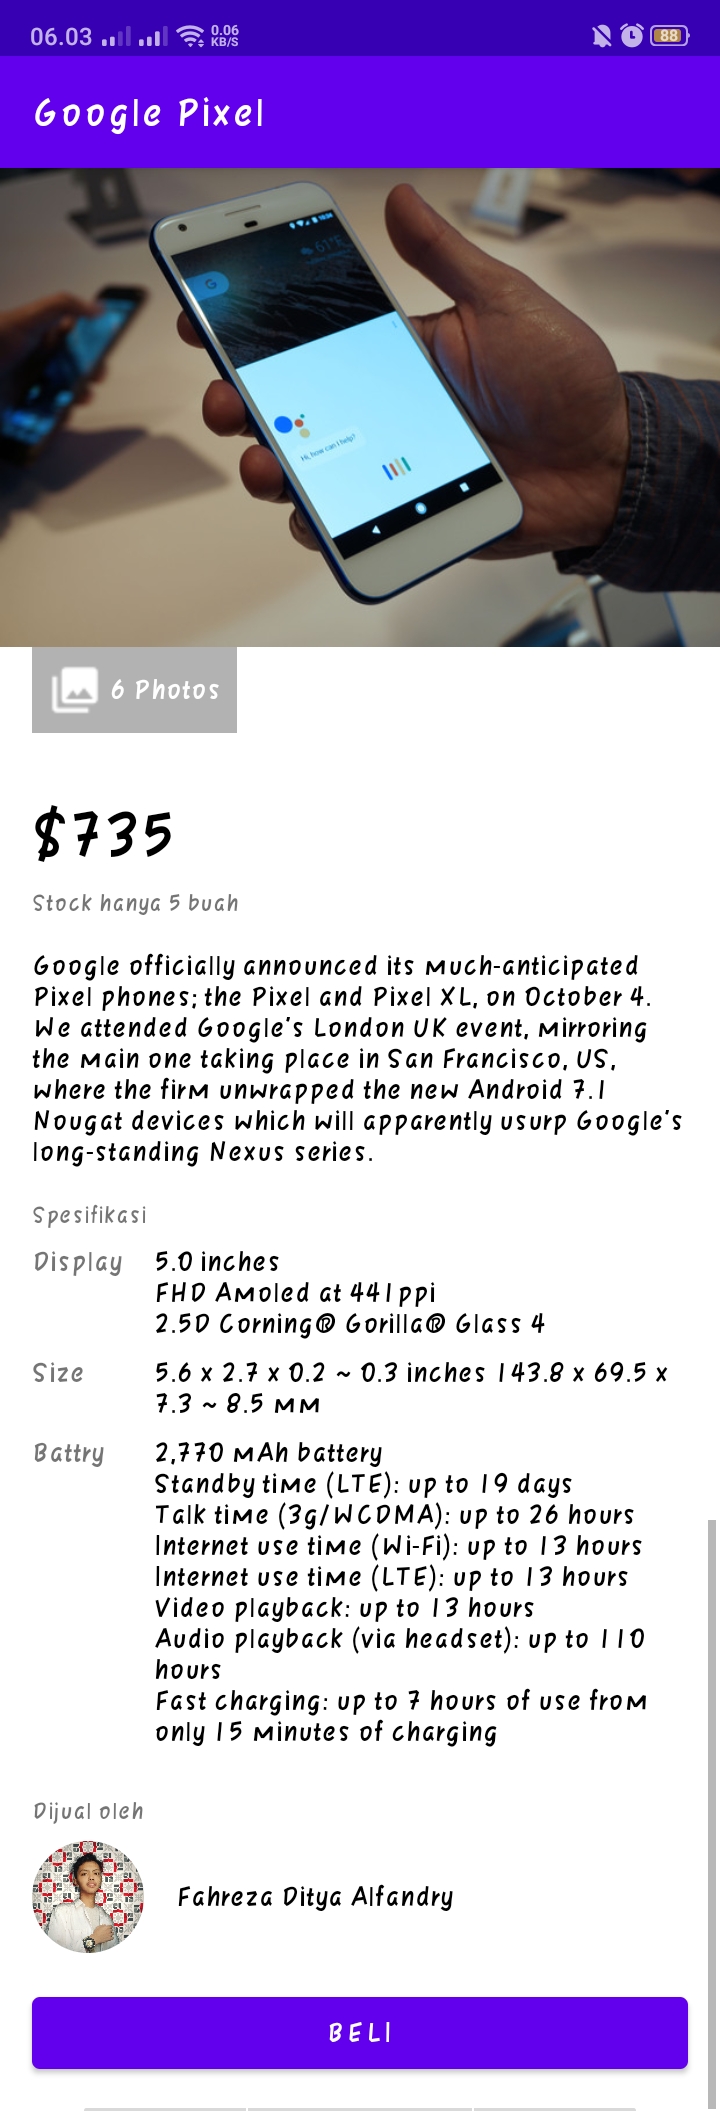 06.03
0.06
KB/S
88
Google Pixel
61°F
G
Hi, how can I help?
6 Photos
$735
Stock hanya 5 buah
Google officially announced its much-anticipated
Pixel phones; the Pixel and Pixel XL, on October 4.
We attended Google's London UK event, mirroring
the main one taking place in San Francisco, US,
where the firm unwrapped the new Android 7.1
Nougat devices which will apparently usurp Google's
long-standing Nexus series.
Spesifikasi
Display 5.0 inches
FHD Amoled at 441ppi
2.5D Corning® Gorilla® Glass 4
Size 5.6 x 2.7 x 0.2 ~ 0.3 inches 143.8 x 69.5 x
7.3 ~ 8.5 mm
Battry 2,770 mAh battery
Standby time (LTE): up to 19 days
Talk time (3g/WCDMA): up to 26 hours
Internet use time (Wi-Fi): up to 13 hours
Internet use time (LTE): up to 13 hours
Video playback: up to 13 hours
Audio playback (via headset): up to 110
hours
Fast charging: up to 7 hours of use from
only 15 minutes of charging
Dijual oleh
Fahreza Ditya Alfandry
BELI